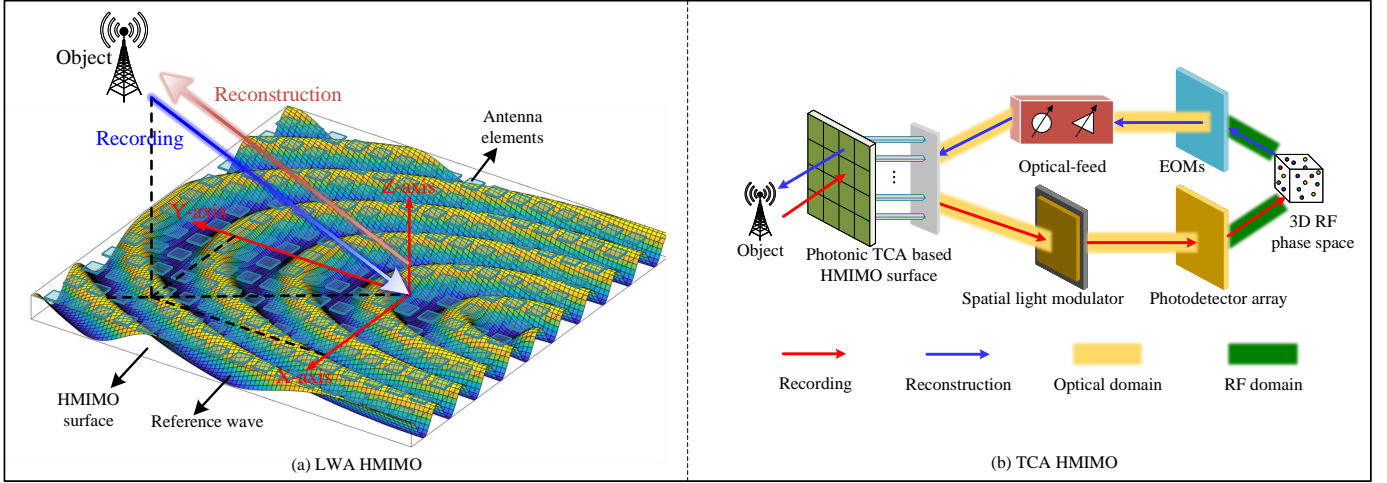 Object
Reconstruction
Recording
Antenna
elements
Z-axis
Y-axis
X-axis
HMIMO
surface
Reference wave
(a) LWA HMIMO
Object
Photonic TCA based
HMIMO surface
Optical-feed
EOMs
3D RF
phase space
Spatial light modulator
Photodetector array
Recording
Reconstruction
Optical domain
RF domain
(b) TCA HMIMO